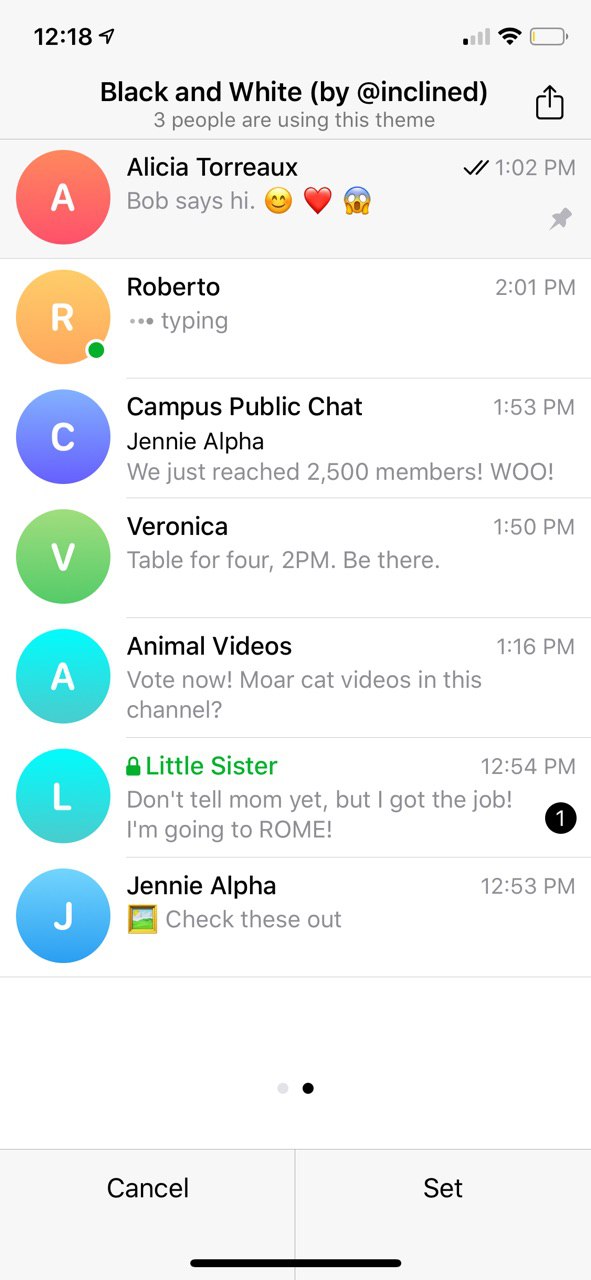 12:18
Black and White (by @inclined)
3 people are using this theme
A
Alicia Torreaux
1:02 PM
Bob says hi. 😊 ❤️ 😱
R
Roberto
2:01 PM
typing
C
Campus Public Chat
1:53 PM
Jennie Alpha
We just reached 2,500 members! WOO!
V
Veronica
1:50 PM
Table for four, 2PM. Be there.
A
Animal Videos
1:16 PM
Vote now! Moar cat videos in this
channel?
L
Little Sister
12:54 PM
Don't tell mom yet, but I got the job!
I'm going to ROME!
1
J
Jennie Alpha
12:53 PM
🖼️ Check these out
Cancel
Set